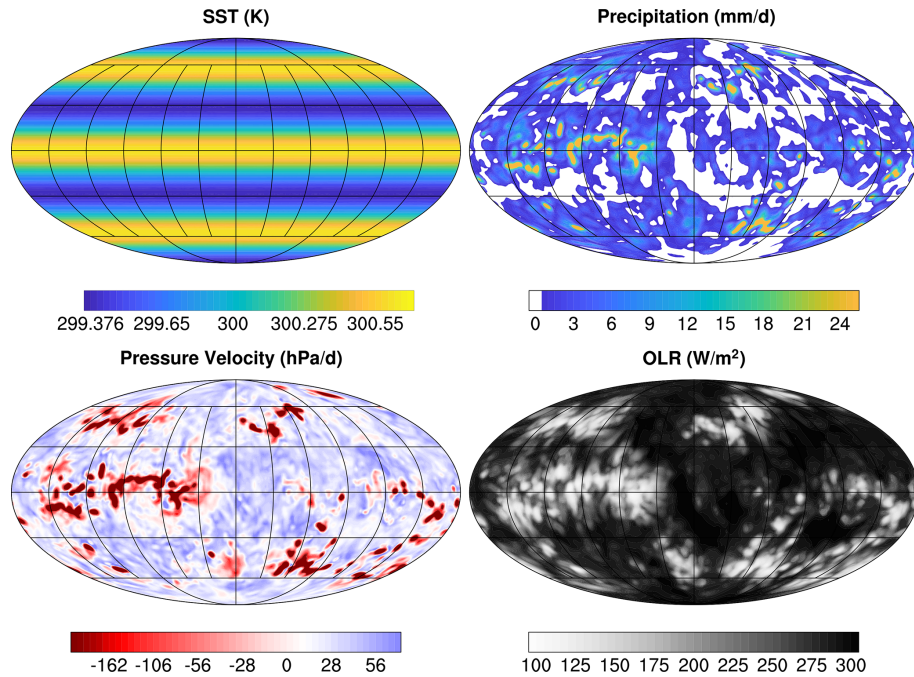 SST (K)
Precipitation (mm/d)
299.376 299.65 300 300.275 300.55
0 3 6 9 12 15 18 21 24
Pressure Velocity (hPa/d)
OLR (W/m²)
-162 -106 -56 -28 0 28 56
100 125 150 175 200 225 250 275 300